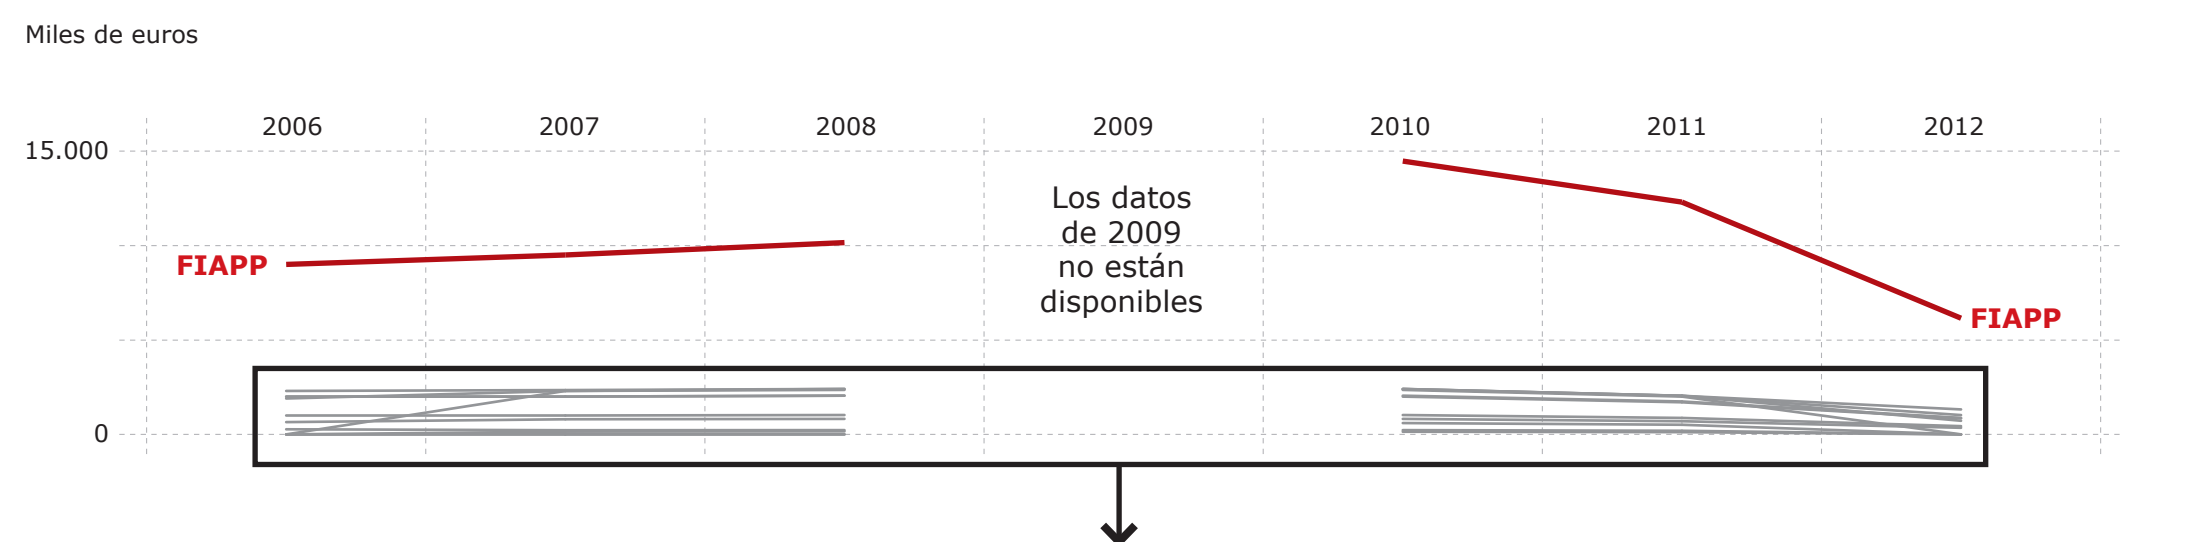 Miles de euros
2006 2007 2008 2009 2010 2011 2012
15.000
Los datos
de 2009
no están
disponibles
FIAPP
FIAPP
0